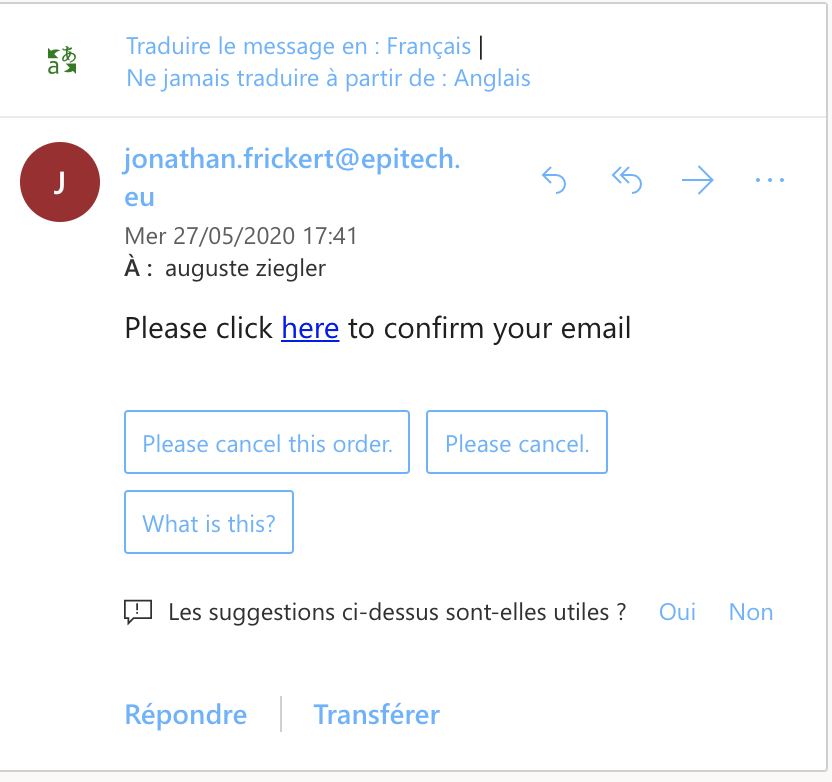 Traduire le message en : Français |
Ne jamais traduire à partir de : Anglais
J
jonathan.frickert@epitech.
eu
Mer 27/05/2020 17:41
À : auguste ziegler
Please click here to confirm your email
Please cancel this order.
Please cancel.
What is this?
Les suggestions ci-dessus sont-elles utiles ? Oui Non
Répondre
Transférer